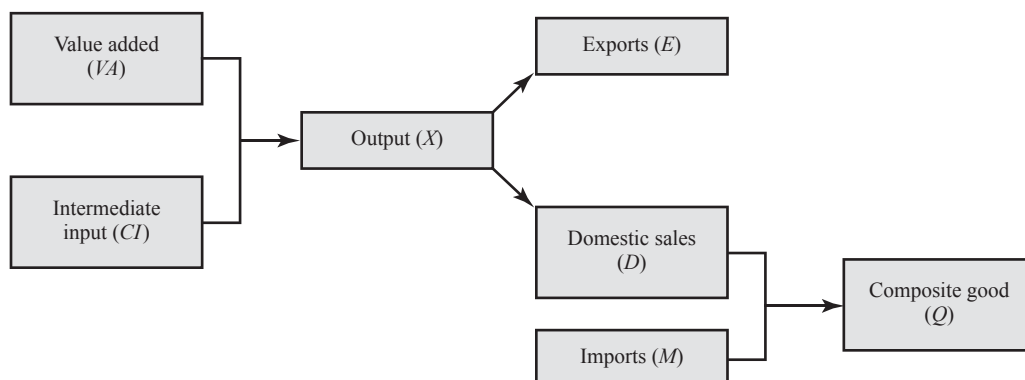 Value added
(VA)
Intermediate
input (CI)
Output (X)
Exports (E)
Domestic sales
(D)
Imports (M)
Composite good
(Q)